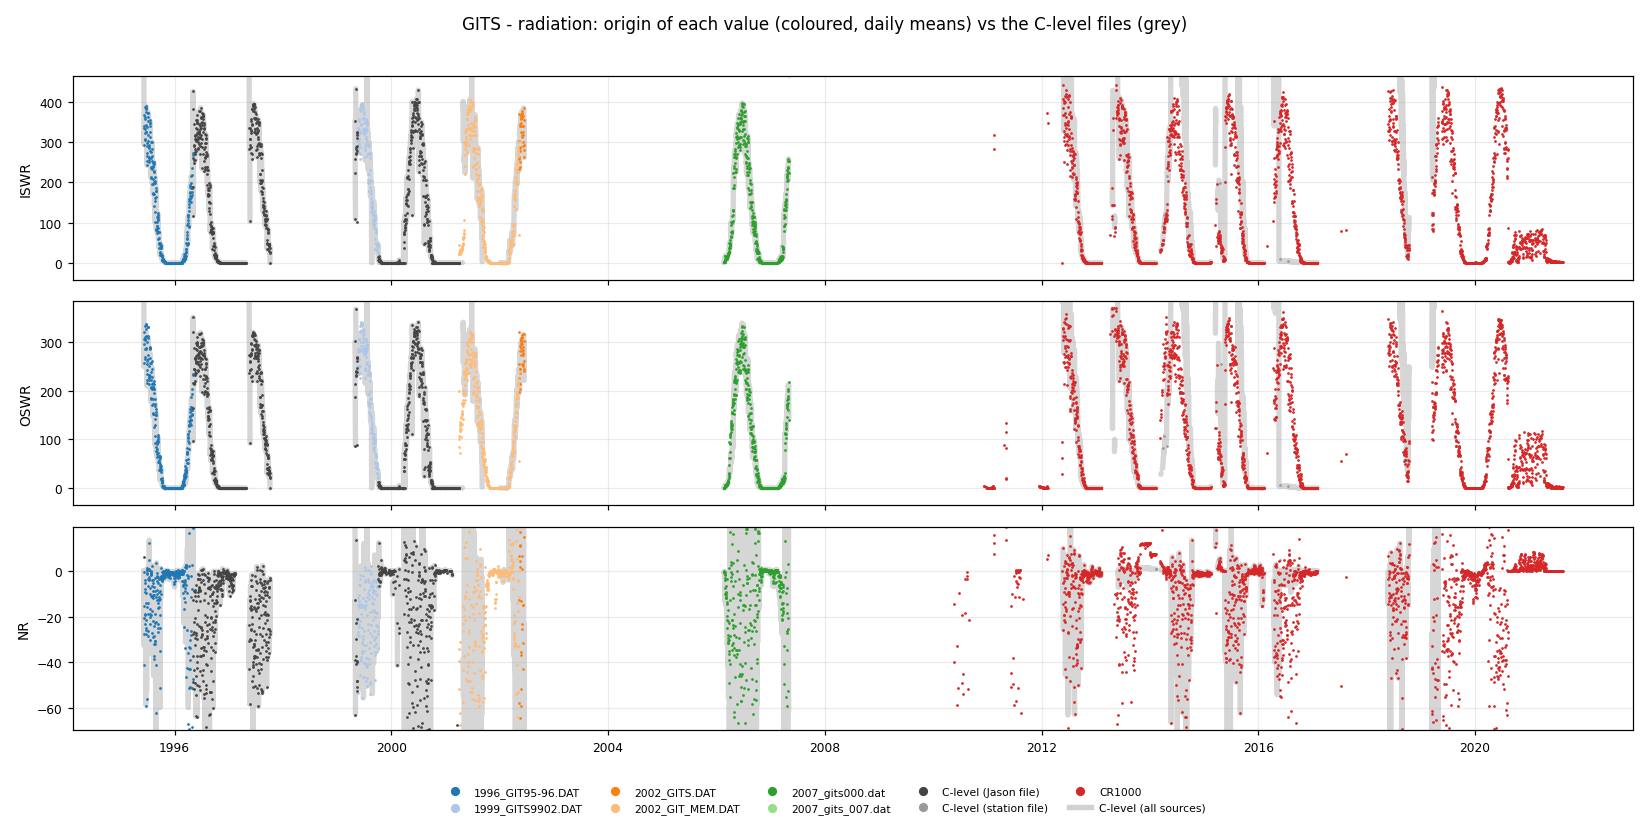 GITS - radiation: origin of each value (coloured, daily means) vs the C-level files (grey)
ISWR
400
300
200
100
0
OSWR
300
200
100
0
NR
0
−20
−40
−60
1996
2000
2004
2008
2012
2016
2020
1996_GIT95-96.DAT
2002_GITS.DAT
2007_gits000.dat
C-level (Jason file)
CR1000
1999_GITS9902.DAT
2002_GIT_MEM.DAT
2007_gits_007.dat
C-level (station file)
C-level (all sources)